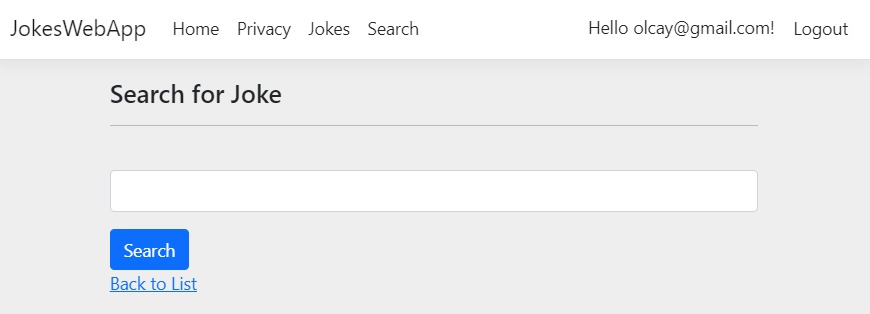 JokesWebApp Home Privacy Jokes Search Hello olcay@gmail.com! Logout
Search for Joke
Search
Back to List